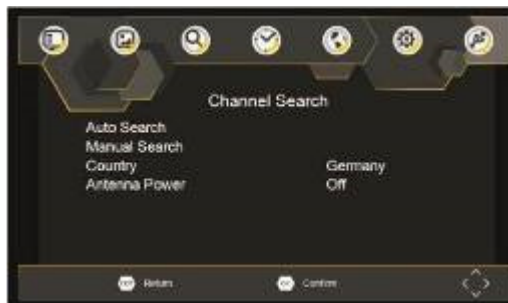 Channel Search
Auto Search
Manual Search
Country Germany
Antenna Power Off
Return
Confirm